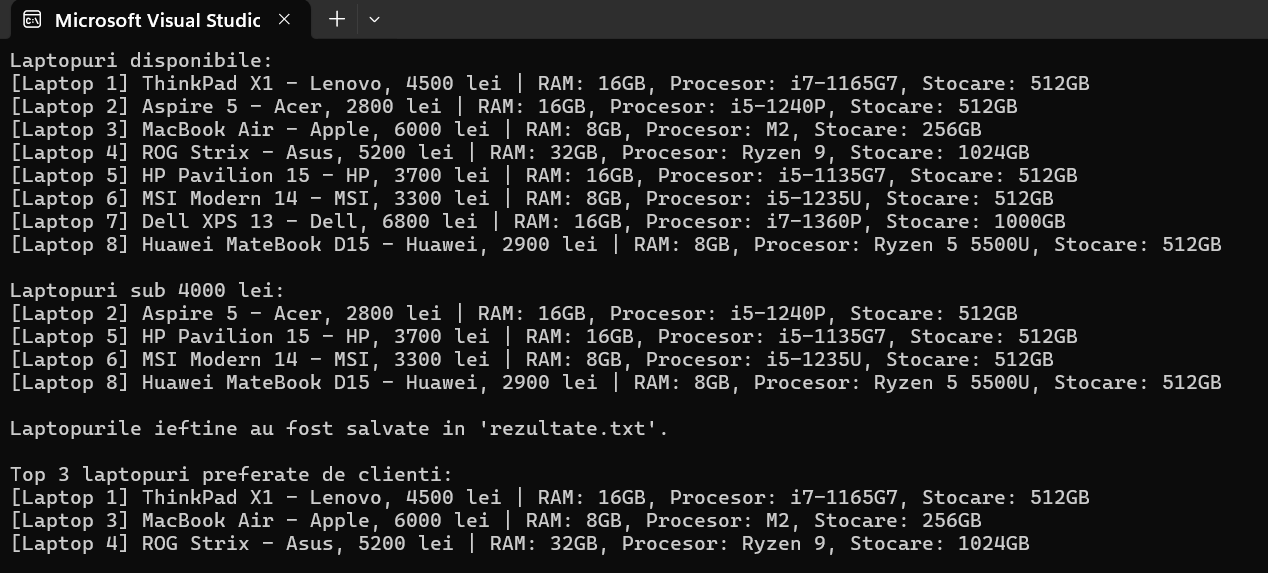 Microsoft Visual Studic
Laptopuri disponibile:
[Laptop 1] ThinkPad X1 - Lenovo, 4500 lei | RAM: 16GB, Procesor: i7-1165G7, Stocare: 512GB
[Laptop 2] Aspire 5 - Acer, 2800 lei | RAM: 16GB, Procesor: i5-1240P, Stocare: 512GB
[Laptop 3] MacBook Air - Apple, 6000 lei | RAM: 8GB, Procesor: M2, Stocare: 256GB
[Laptop 4] ROG Strix - Asus, 5200 lei | RAM: 32GB, Procesor: Ryzen 9, Stocare: 1024GB
[Laptop 5] HP Pavilion 15 - HP, 3700 lei | RAM: 16GB, Procesor: i5-1135G7, Stocare: 512GB
[Laptop 6] MSI Modern 14 - MSI, 3300 lei | RAM: 8GB, Procesor: i5-1235U, Stocare: 512GB
[Laptop 7] Dell XPS 13 - Dell, 6800 lei | RAM: 16GB, Procesor: i7-1360P, Stocare: 1000GB
[Laptop 8] Huawei MateBook D15 - Huawei, 2900 lei | RAM: 8GB, Procesor: Ryzen 5 5500U, Stocare: 512GB
Laptopuri sub 4000 lei:
[Laptop 2] Aspire 5 - Acer, 2800 lei | RAM: 16GB, Procesor: i5-1240P, Stocare: 512GB
[Laptop 5] HP Pavilion 15 - HP, 3700 lei | RAM: 16GB, Procesor: i5-1135G7, Stocare: 512GB
[Laptop 6] MSI Modern 14 - MSI, 3300 lei | RAM: 8GB, Procesor: i5-1235U, Stocare: 512GB
[Laptop 8] Huawei MateBook D15 - Huawei, 2900 lei | RAM: 8GB, Procesor: Ryzen 5 5500U, Stocare: 512GB
Laptopurile ieftine au fost salvate in 'rezultate.txt'.
Top 3 laptopuri preferate de clienti:
[Laptop 1] ThinkPad X1 - Lenovo, 4500 lei | RAM: 16GB, Procesor: i7-1165G7, Stocare: 512GB
[Laptop 3] MacBook Air - Apple, 6000 lei | RAM: 8GB, Procesor: M2, Stocare: 256GB
[Laptop 4] ROG Strix - Asus, 5200 lei | RAM: 32GB, Procesor: Ryzen 9, Stocare: 1024GB